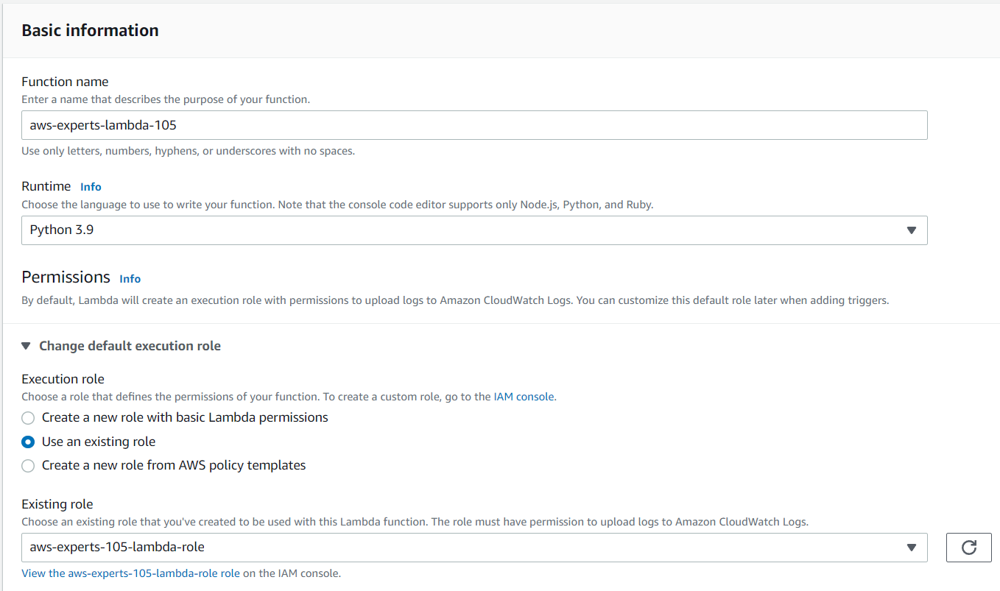 Basic information
Function name
Enter a name that describes the purpose of your function.
aws-experts-lambda-105
Use only letters, numbers, hyphens, or underscores with no spaces.
Runtime Info
Choose the language to use to write your function. Note that the console code editor supports only Node.js, Python, and Ruby.
Python 3.9
Permissions Info
By default, Lambda will create an execution role with permissions to upload logs to Amazon CloudWatch Logs. You can customize this default role later when adding triggers.
Change default execution role
Execution role
Choose a role that defines the permissions of your function. To create a custom role, go to the IAM console.
Create a new role with basic Lambda permissions
Use an existing role
Create a new role from AWS policy templates
Existing role
Choose an existing role that you've created to be used with this Lambda function. The role must have permission to upload logs to Amazon CloudWatch Logs.
aws-experts-105-lambda-role
View the aws-experts-105-lambda-role role on the IAM console.